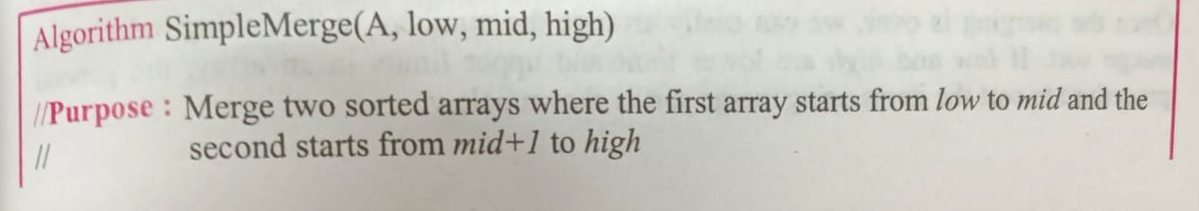 Algorithm SimpleMerge(A, low, mid, high)
//Purpose : Merge two sorted arrays where the first array starts from low to mid and the
// second starts from mid+1 to high